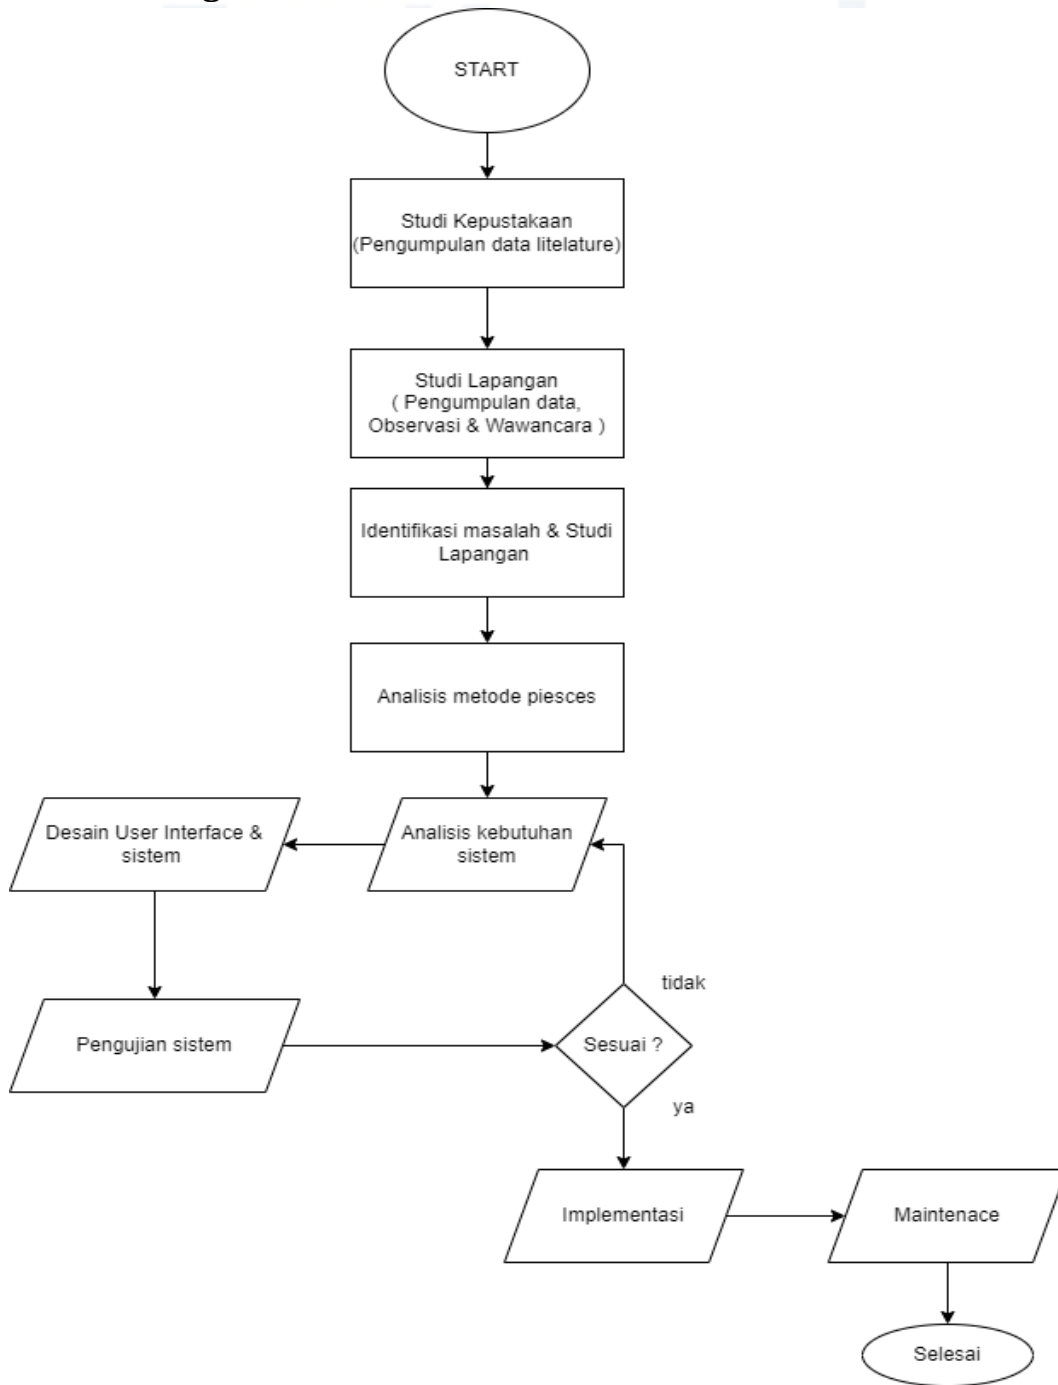 START
Studi Kepustakaan
(Pengumpulan data litelature)
Studi Lapangan
( Pengumpulan data,
Observasi & Wawancara )
Identifikasi masalah & Studi
Lapangan
Analisis metode piesces
Analisis kebutuhan
sistem
Desain User Interface &
sistem
Pengujian sistem
Sesuai ?
tidak
ya
Implementasi
Maintenace
Selesai